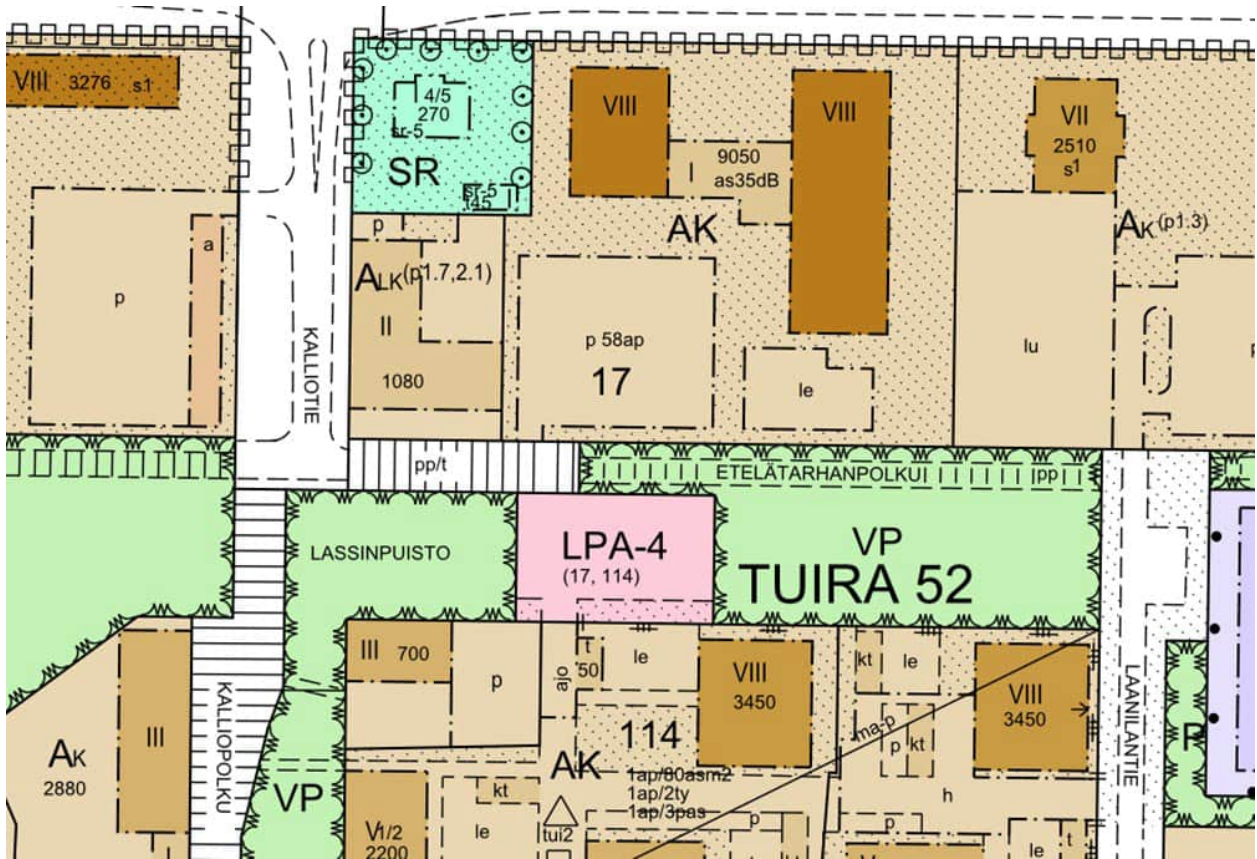 VIII 3276 s1
4/5
270
sr-5
SR
sr-5
t45
VIII
VIII
9050
I
as35dB
AK
VII
2510
s1
AK (p1.3)
a
p
p
ALK (p1.7,2.1)
II
1080
KALLIOTIE
p 58ap
17
le
lu
pp/t
ETELÄTARHANPOLKU
pp
LASSINPUISTO
LPA-4
(17, 114)
VP
TUIRA 52
III 700
p
ajo
t
50
le
VIII
3450
kt
le
VIII
3450
LAANILANTIE
KALLIOPOLKU
III
AK
2880
VP
114
AK
1ap/80asm2
1ap/2ty
1ap/3pas
ma-p
p
kt
h
kt
le
V1/2
2200
tui2
p
p
le
t